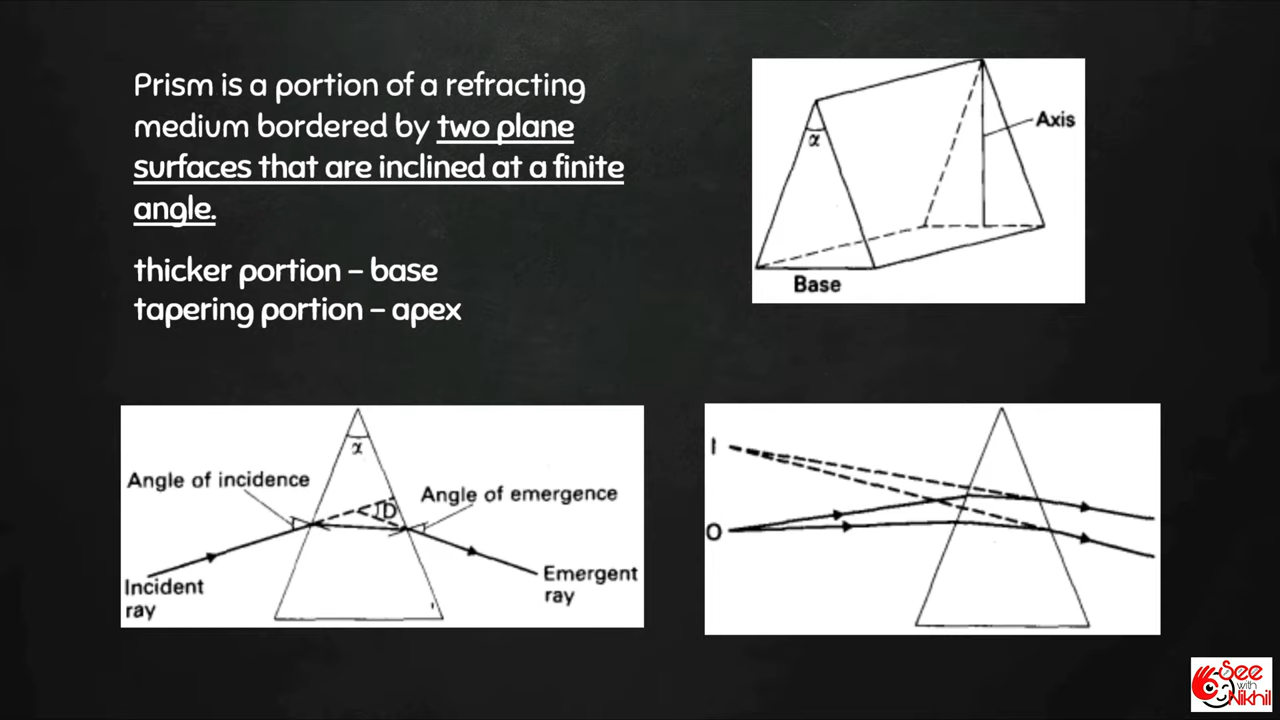 Prism is a portion of a refracting
medium bordered by two plane
surfaces that are inclined at a finite
angle.
thicker portion – base
tapering portion – apex
α
Axis
Base
α
Angle of incidence
Angle of emergence
D
Incident
ray
Emergent
ray
I
O
See
with
Nikhil